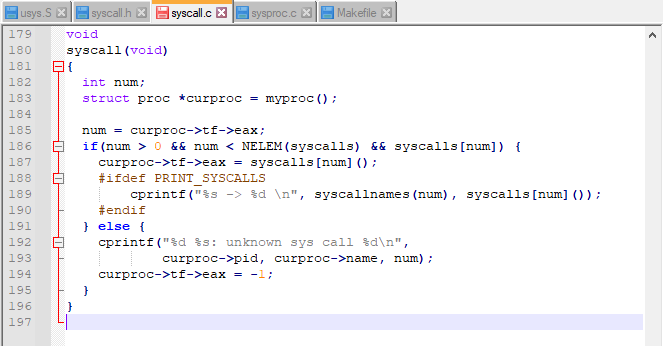 usys.S syscall.h syscall.c sysproc.c Makefile
179 void
180 syscall(void)
181 {
182 int num;
183 struct proc *curproc = myproc();
184
185 num = curproc->tf->eax;
186 if(num > 0 && num < NELEM(syscalls) && syscalls[num]) {
187 curproc->tf->eax = syscalls[num]();
188 #ifdef PRINT_SYSCALLS
189 cprintf("%s -> %d \n", syscallnames(num), syscalls[num]());
190 #endif
191 } else {
192 cprintf("%d %s: unknown sys call %d\n",
193 curproc->pid, curproc->name, num);
194 curproc->tf->eax = -1;
195 }
196 }
197